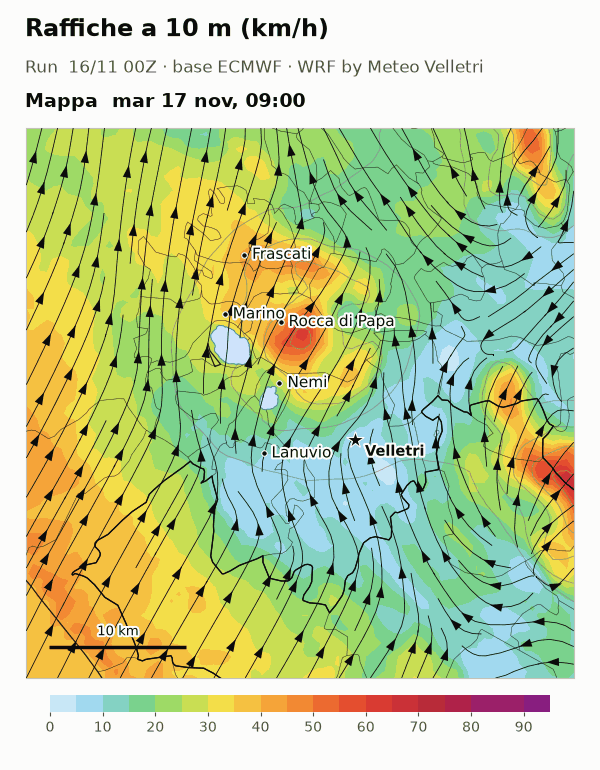 Raffiche a 10 m (km/h)
Run  16/11 00Z · base ECMWF · WRF by Meteo Velletri
Mappa  mar 17 nov, 09:00
Frascati
Marino
Rocca di Papa
Nemi
Velletri
Lanuvio
10 km
0 10 20 30 40 50 60 70 80 90